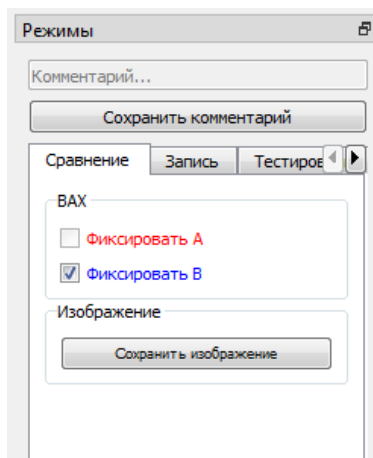 Режимы
Комментарий...
Сохранить комментарий
Сравнение Запись
ВАХ
Фиксировать A
Фиксировать B
Изображение
Сохранить изображение